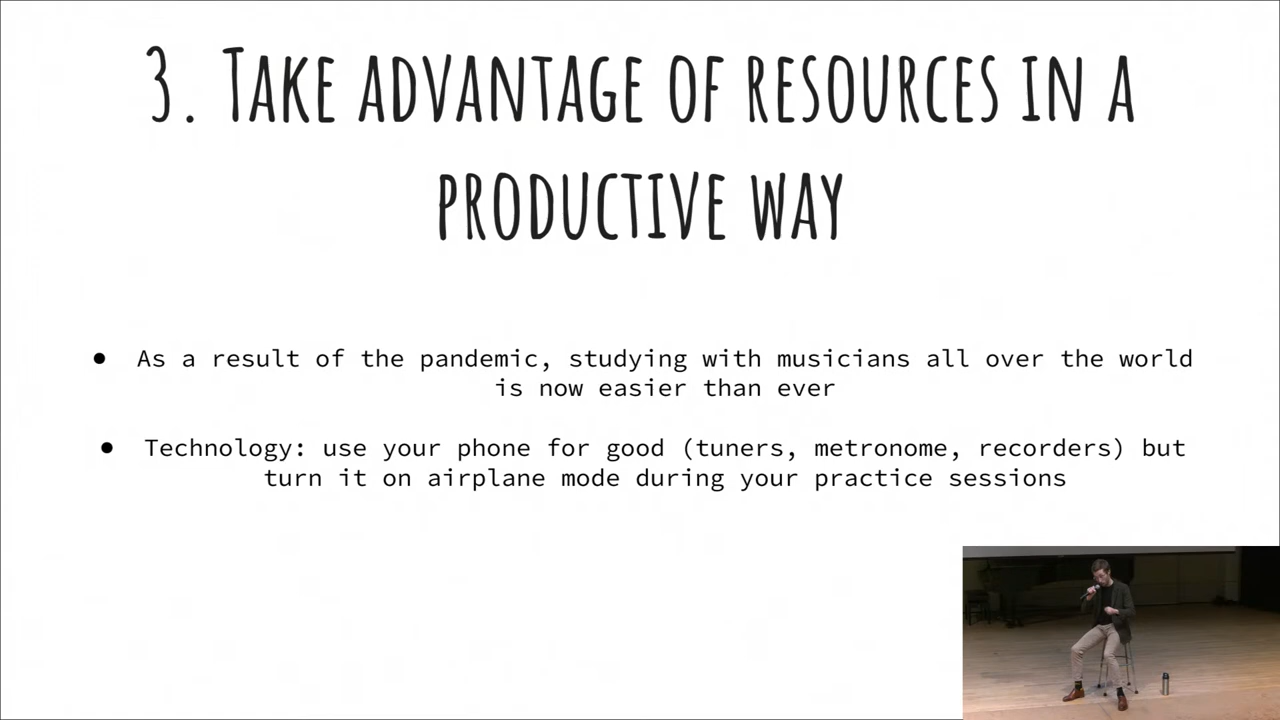 3. Take advantage of resources in a
productive way
● As a result of the pandemic, studying with musicians all over the world
is now easier than ever
● Technology: use your phone for good (tuners, metronome, recorders) but
turn it on airplane mode during your practice sessions